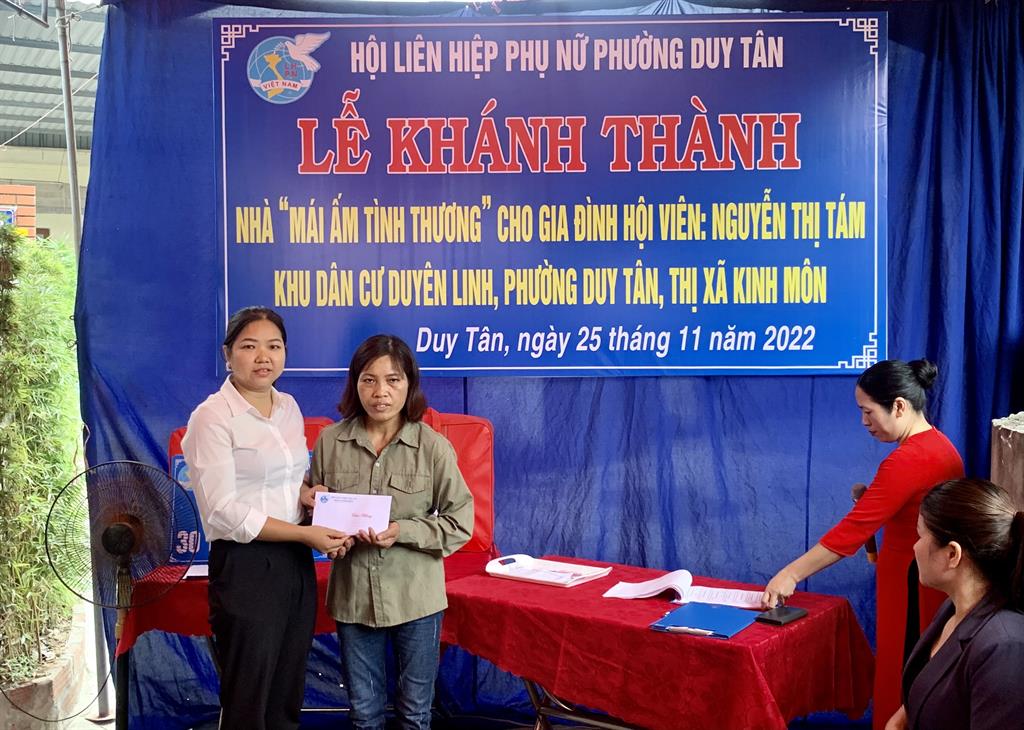 HỘI LIÊN HIỆP PHỤ NỮ PHƯỜNG DUY TÂN
VIỆT NAM
LỄ KHÁNH THÀNH
NHÀ “MÁI ẤM TÌNH THƯƠNG” CHO GIA ĐÌNH HỘI VIÊN: NGUYỄN THỊ TÁM
KHU DÂN CƯ DUYÊN LINH, PHƯỜNG DUY TÂN, THỊ XÃ KINH MÔN
Duy Tân, ngày 25 tháng 11 năm 2022
30